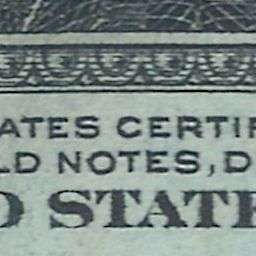 ATES CERTIF
LD NOTES, D
D STATE